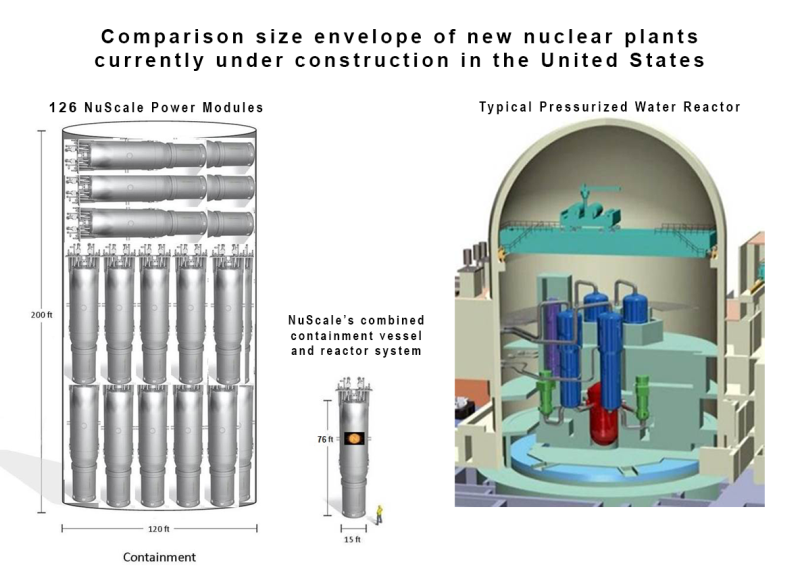 Comparison size envelope of new nuclear plants
currently under construction in the United States
126 NuScale Power Modules
Typical Pressurized Water Reactor
200 ft
NuScale's combined
containment vessel
and reactor system
76 ft
120 ft
15 ft
Containment